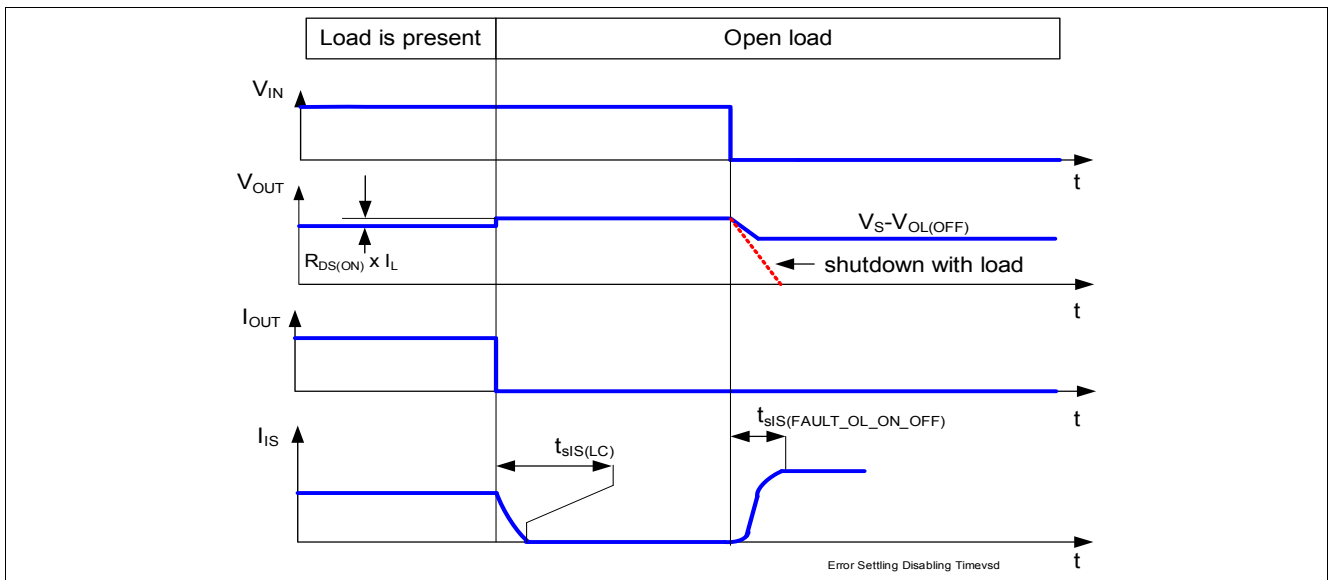 Load is present
Open load
VIN
t
VOUT
VS-VOL(OFF)
RDS(ON) x IL
shutdown with load
t
IOUT
t
tsIS(FAULT_OL_ON_OFF)
IIS
tsIS(LC)
t
Error Settling Disabling Timevsd